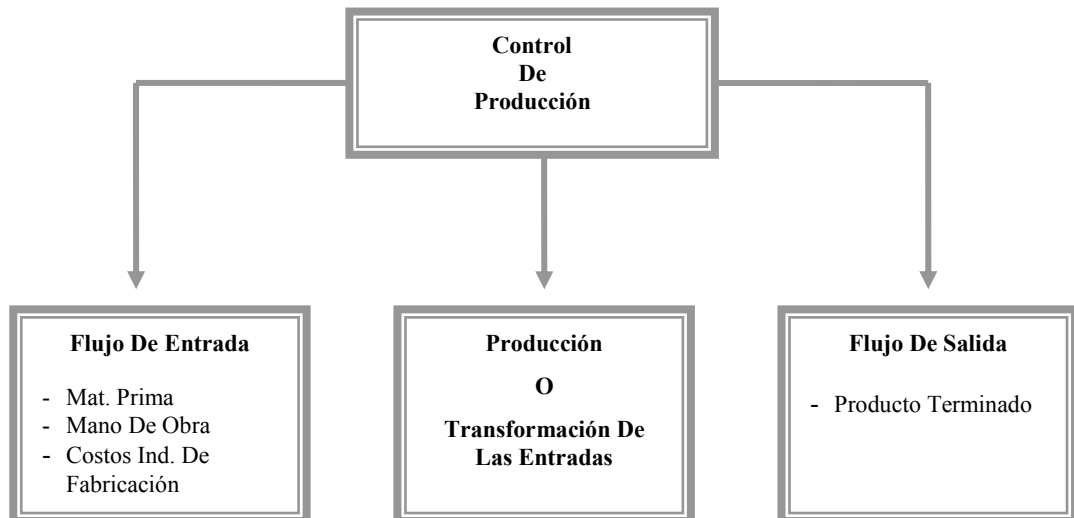 Control
De
Producción
Flujo De Entrada
- Mat. Prima
- Mano De Obra
- Costos Ind. De
Fabricación
Producción
O
Transformación De
Las Entradas
Flujo De Salida
- Producto Terminado